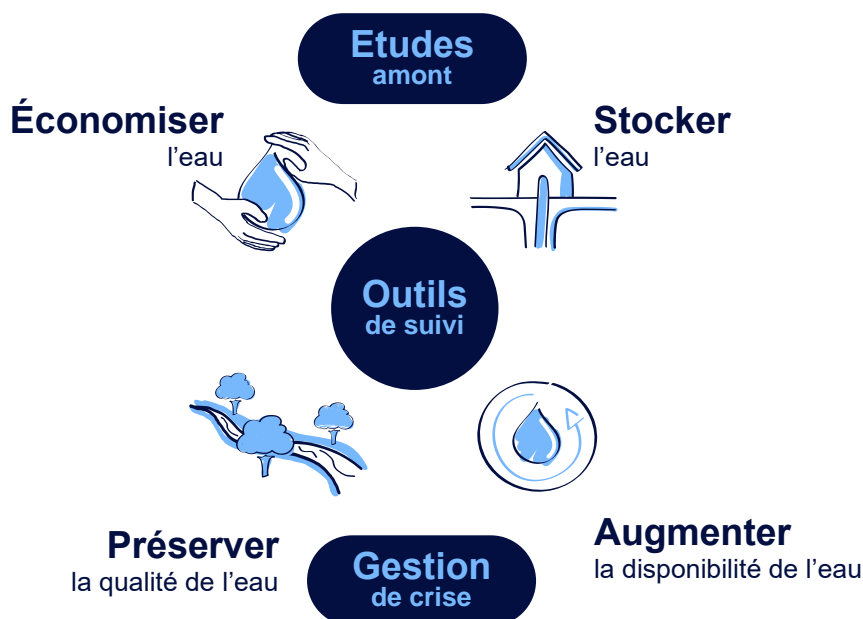 Etudes
amont
Économiser
l’eau
Stocker
l’eau
Outils
de suivi
Préserver
la qualité de l’eau
Gestion
de crise
Augmenter
la disponibilité de l’eau